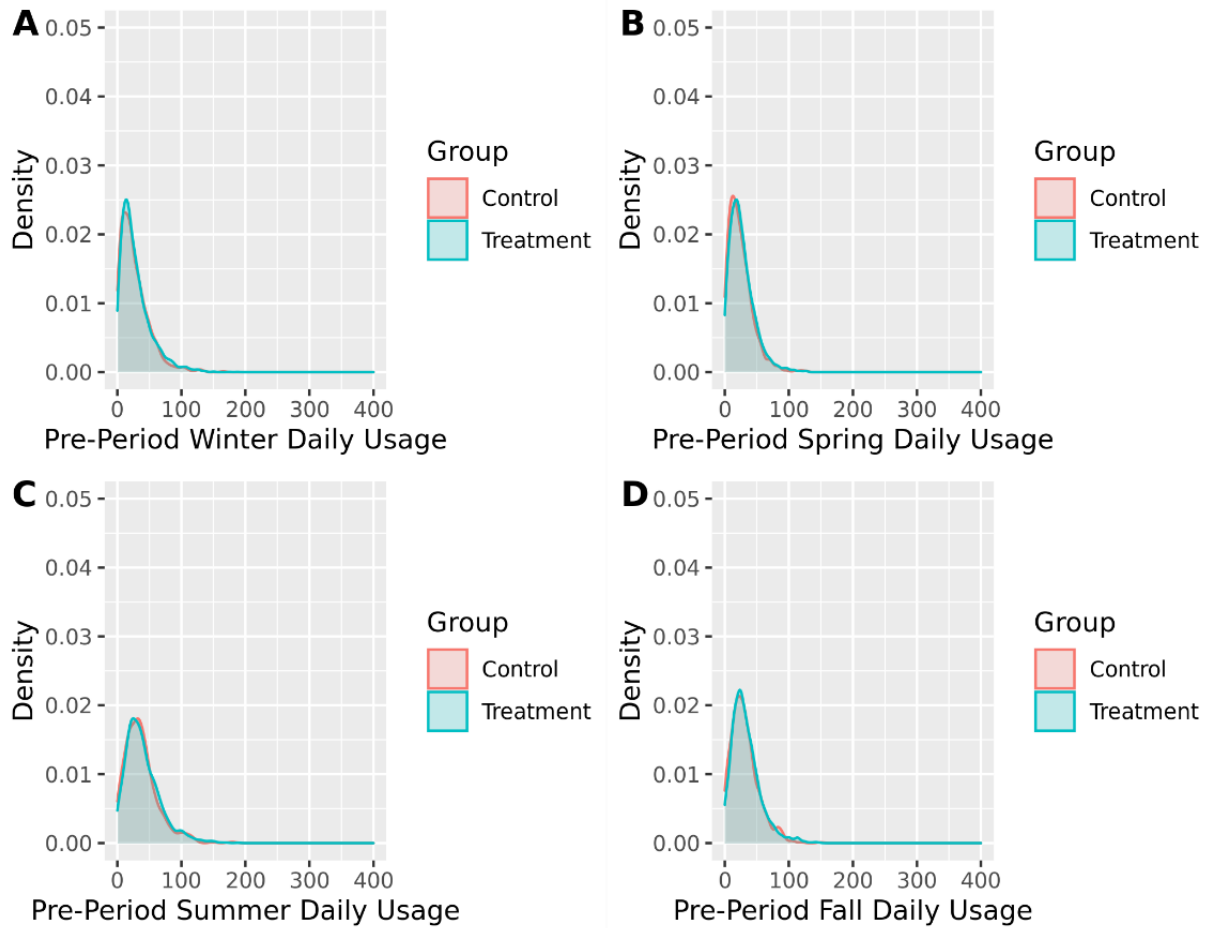 A
0.05
0.04
0.03
0.02
0.01
0.00
Density
0 100 200 300 400
Pre-Period Winter Daily Usage
Group
Control
Treatment
B
0.05
0.04
0.03
0.02
0.01
0.00
Density
0 100 200 300 400
Pre-Period Spring Daily Usage
Group
Control
Treatment
C
0.05
0.04
0.03
0.02
0.01
0.00
Density
0 100 200 300 400
Pre-Period Summer Daily Usage
Group
Control
Treatment
D
0.05
0.04
0.03
0.02
0.01
0.00
Density
0 100 200 300 400
Pre-Period Fall Daily Usage
Group
Control
Treatment